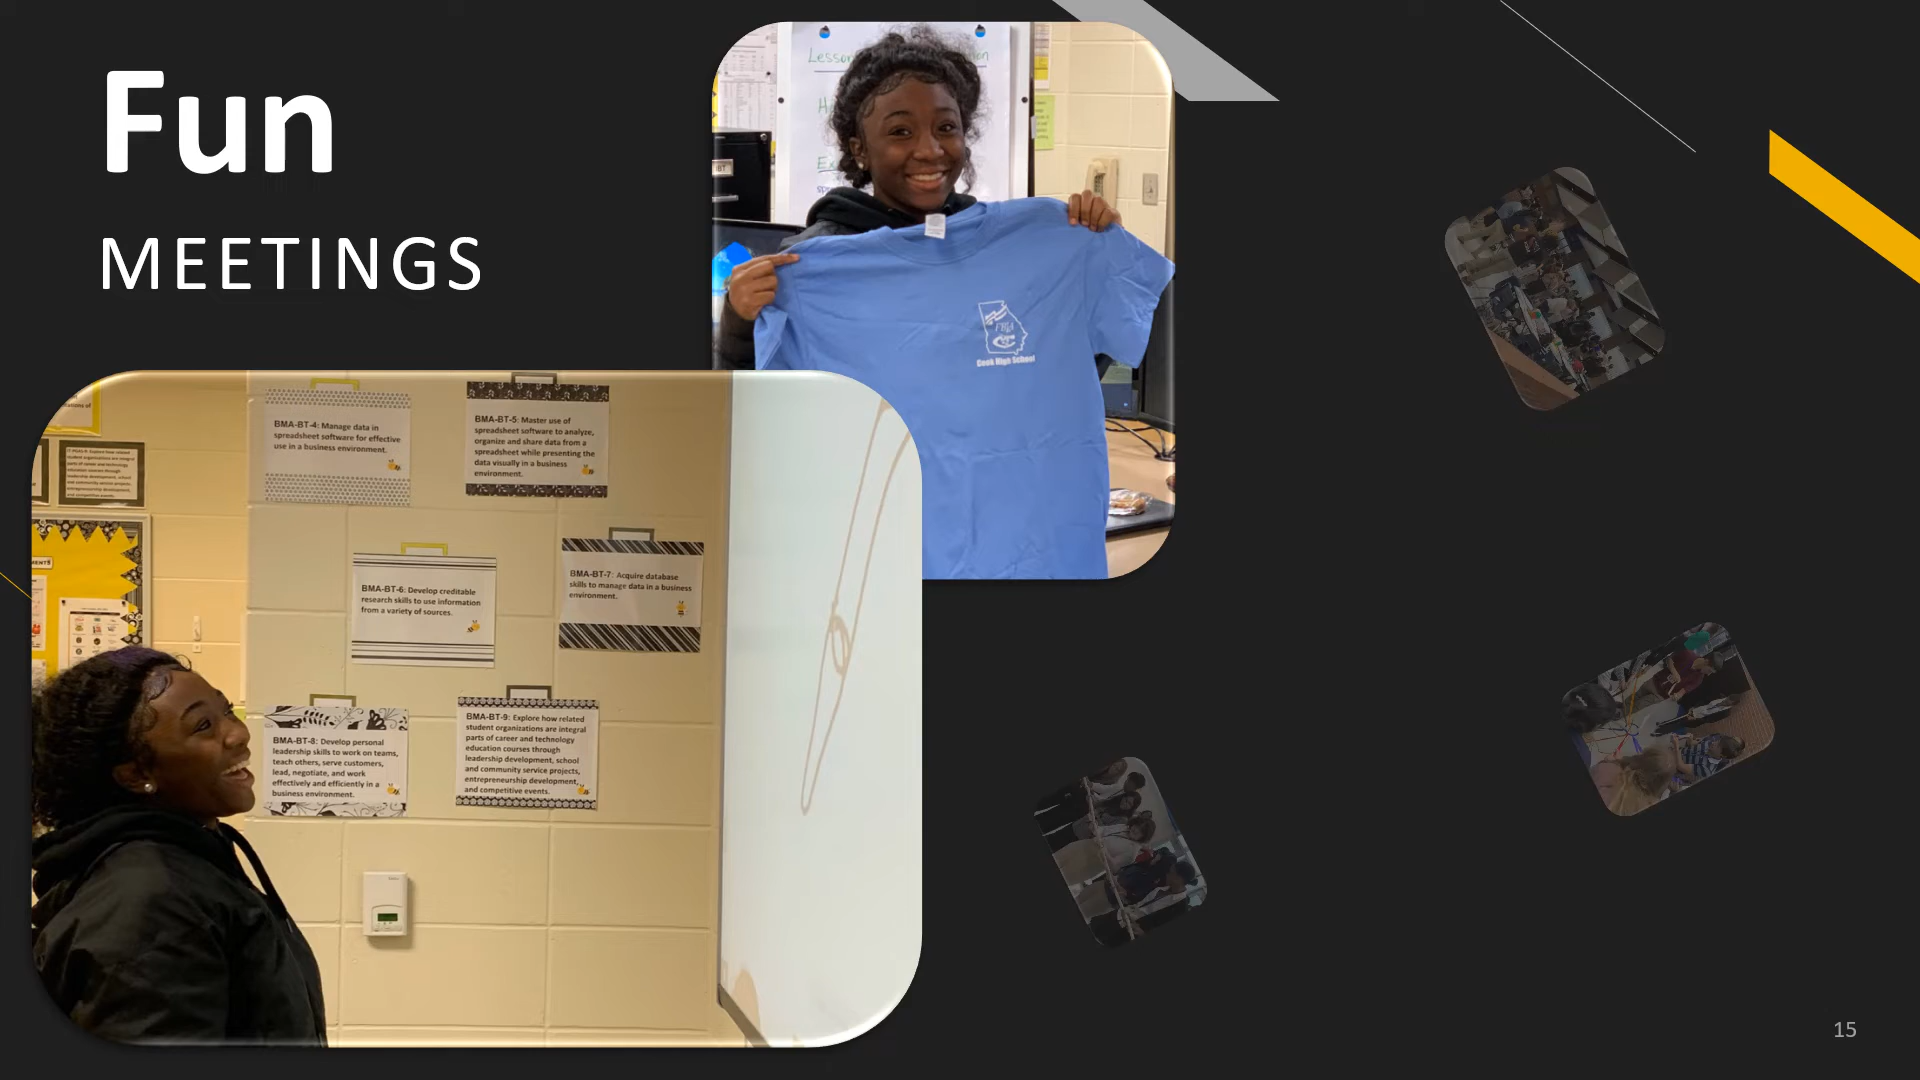 Fun
MEETINGS
Lesson
FBLA
Cook High School
BMA-BT-4: Manage data in
spreadsheet software for effective
use in a business environment.
BMA-BT-5: Master use of
spreadsheet software to analyze,
organize and share data from a
spreadsheet while presenting the
data visually in a business
environment.
BMA-BT-6: Develop creditable
research skills to use information
from a variety of sources.
BMA-BT-7: Acquire database
skills to manage data in a business
environment.
BMA-BT-8: Develop personal
leadership skills to work on teams,
teach others, serve customers,
lead, negotiate, and work
effectively and efficiently in a
business environment.
BMA-BT-9: Explore how related
student organizations are integral
parts of career and technology
education courses through
leadership development, school
and community service projects,
entrepreneurship development,
and competitive events.
15